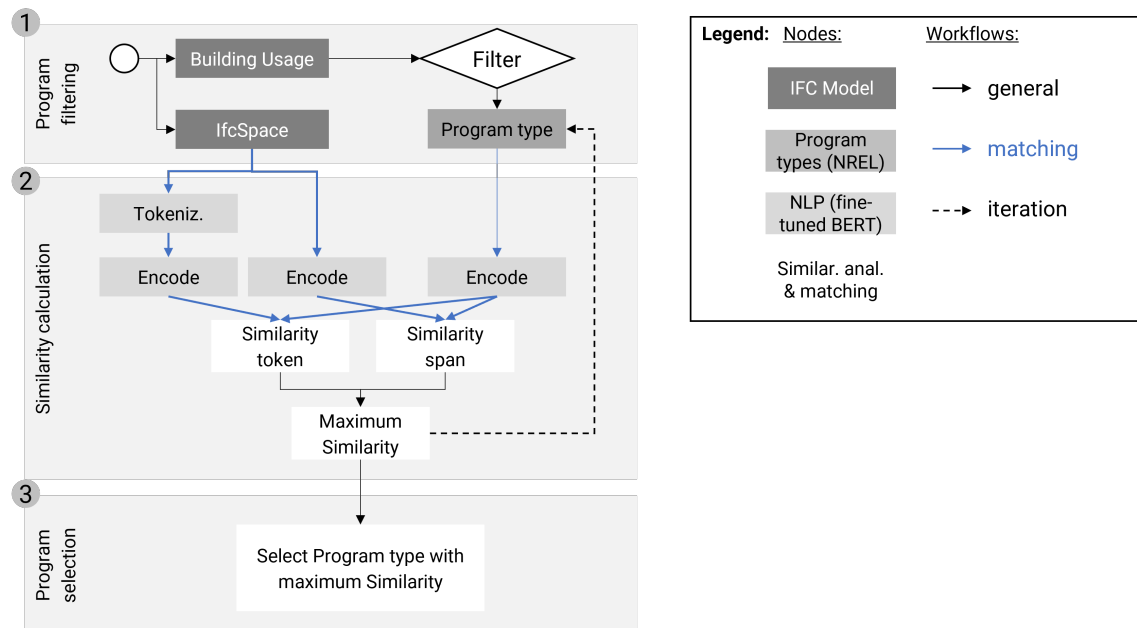 1
Program
filtering
Building Usage
Filter
IfcSpace
Program type
2
Similarity calculation
Tokeniz.
Encode
Encode
Encode
Similarity
token
Similarity
span
Maximum
Similarity
3
Program
selection
Select Program type with
maximum Similarity
Legend: Nodes: Workflows:
IFC Model
general
Program
types (NREL)
matching
NLP (fine-
tuned BERT)
iteration
Similar. anal.
& matching